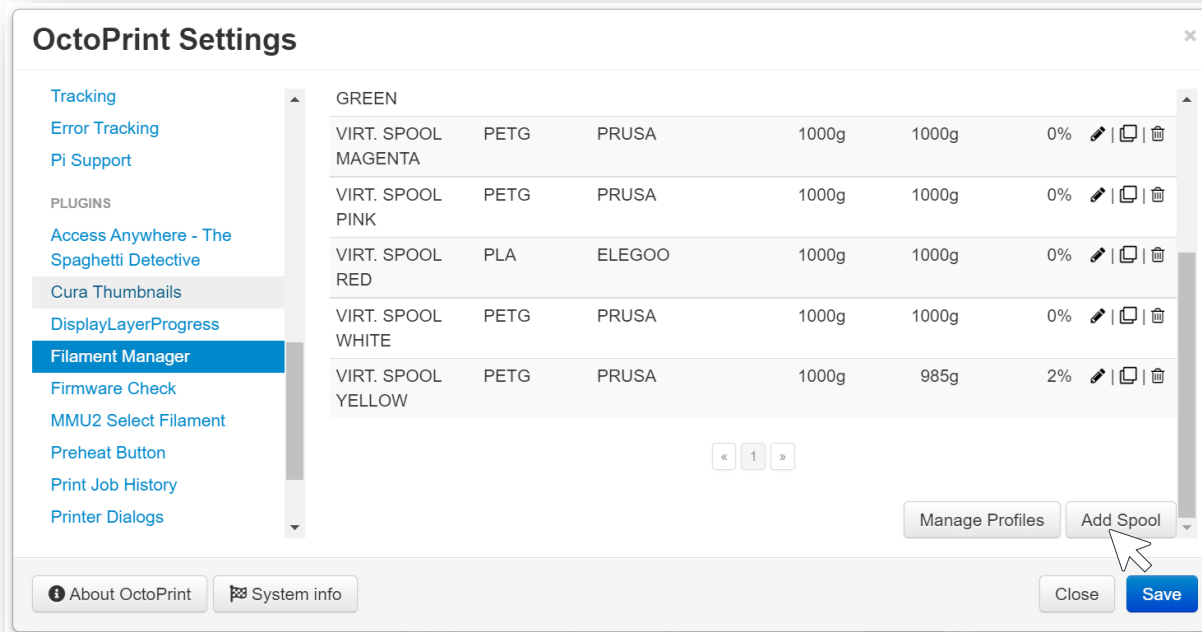 OctoPrint Settings
×
Tracking
Error Tracking
Pi Support
PLUGINS
Access Anywhere - The
Spaghetti Detective
Cura Thumbnails
DisplayLayerProgress
Filament Manager
Firmware Check
MMU2 Select Filament
Preheat Button
Print Job History
Printer Dialogs
GREEN
VIRT. SPOOL PETG PRUSA 1000g 1000g 0% | |
MAGENTA
VIRT. SPOOL PETG PRUSA 1000g 1000g 0% | |
PINK
VIRT. SPOOL PLA ELEGOO 1000g 1000g 0% | |
RED
VIRT. SPOOL PETG PRUSA 1000g 1000g 0% | |
WHITE
VIRT. SPOOL PETG PRUSA 1000g 985g 2% | |
YELLOW
« 1 »
Manage Profiles Add Spool
About OctoPrint System info Close Save